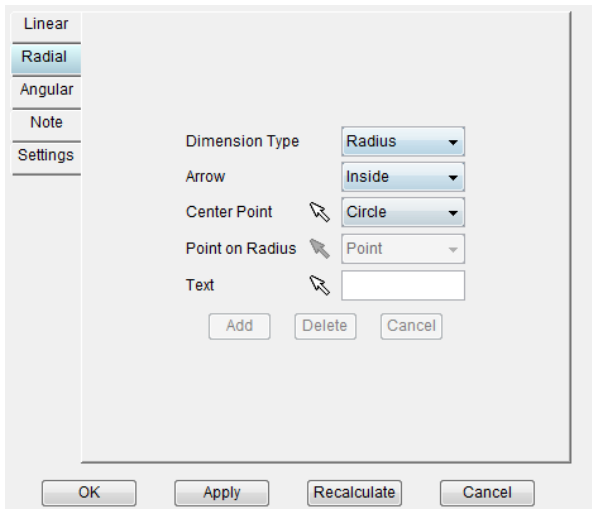 Linear
Radial
Angular
Note
Settings
Dimension Type Radius
Arrow Inside
Center Point Circle
Point on Radius Point
Text
Add Delete Cancel
OK Apply Recalculate Cancel